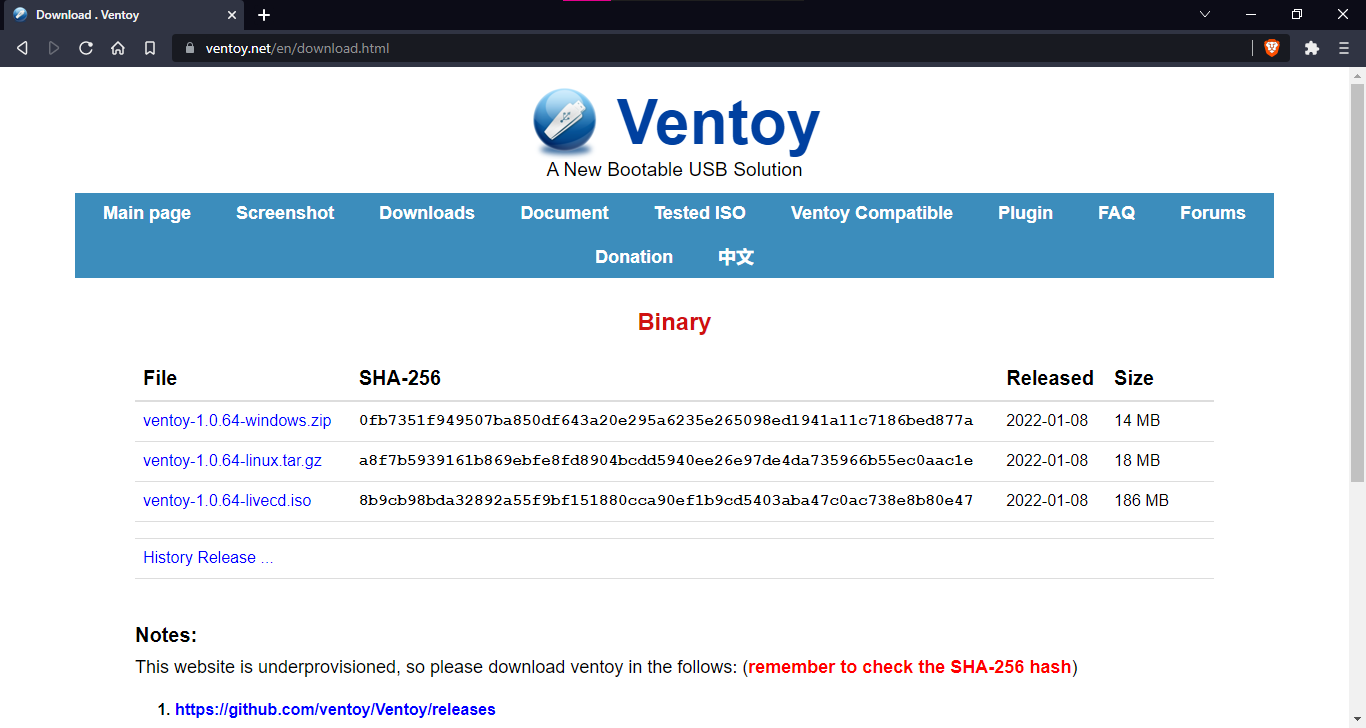 Download . Ventoy
ventoy.net/en/download.html
Ventoy
A New Bootable USB Solution
Main page Screenshot Downloads Document Tested ISO Ventoy Compatible Plugin FAQ Forums
Donation 中文
Binary
File SHA-256 Released Size
ventoy-1.0.64-windows.zip 0fb7351f949507ba850df643a20e295a6235e265098ed1941a11c7186bed877a 2022-01-08 14 MB
ventoy-1.0.64-linux.tar.gz a8f7b5939161b869ebfe8fd8904bcdd5940ee26e97de4da735966b55ec0aac1e 2022-01-08 18 MB
ventoy-1.0.64-livecd.iso 8b9cb98bda32892a55f9bf151880cca90ef1b9cd5403aba47c0ac738e8b80e47 2022-01-08 186 MB
History Release ...
Notes:
This website is underprovisioned, so please download ventoy in the follows: (remember to check the SHA-256 hash)
1. https://github.com/ventoy/Ventoy/releases